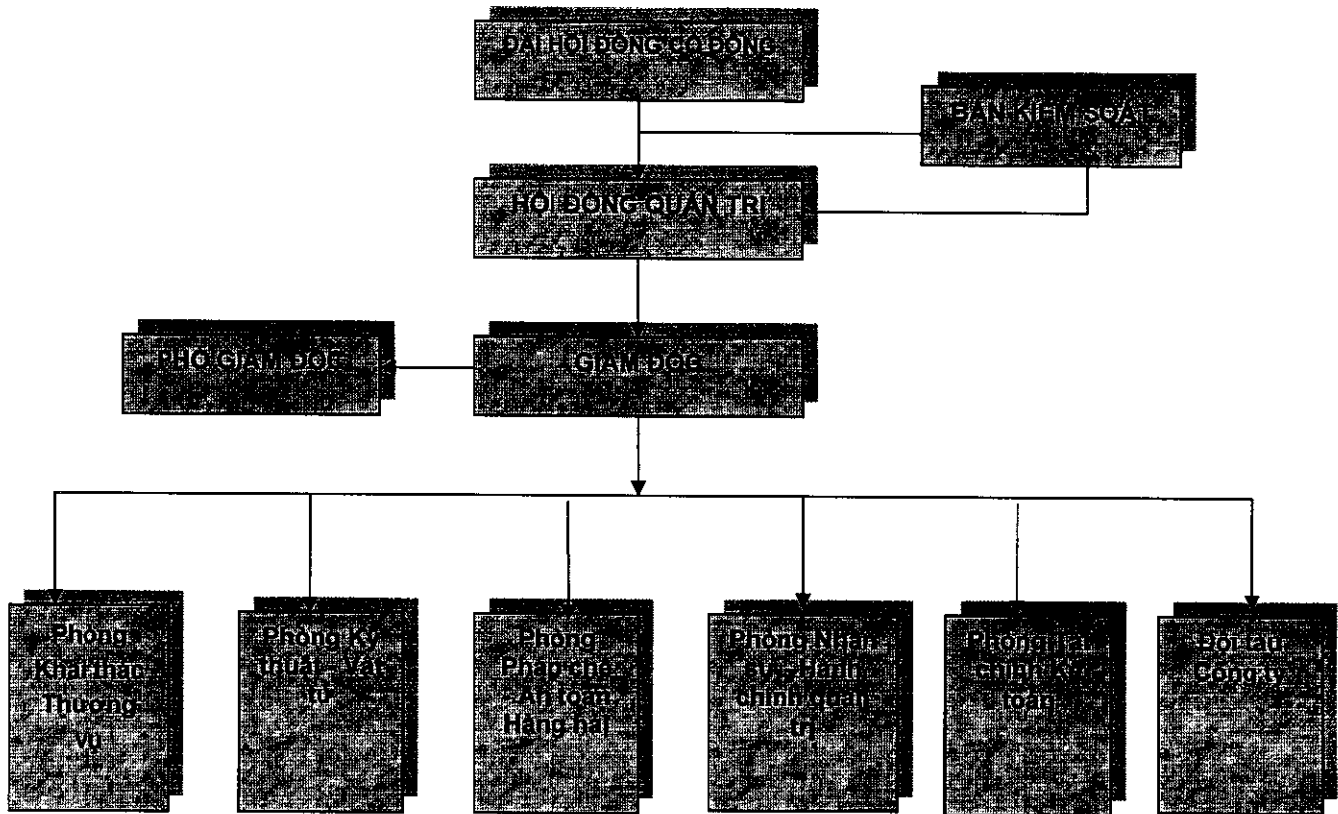 ĐẠI HỘI ĐỒNG CỔ ĐÔNG
BAN KIỂM SOÁT
HỘI ĐỒNG QUẢN TRỊ
PHÓ GIÁM ĐỐC
GIÁM ĐỐC
Phòng
Khai thác
Thương
Vụ
Phòng Kỹ
thuật - Vật
tư
Phòng
Pháp chế
- An toàn
Hàng hải
Phòng Nhân
sự - Hành
chính quản
trị
Phòng Tài
chính Kế
toán
Đội tàu
Công ty